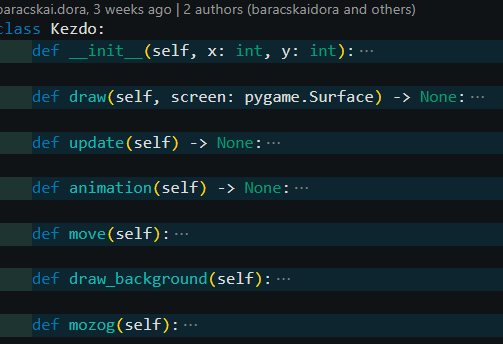 baracskai.dora, 3 weeks ago | 2 authors (baracskaidora and others)
class Kezdo:
def __init__(self, x: int, y: int):···
def draw(self, screen: pygame.Surface) -> None:···
def update(self) -> None:···
def animation(self) -> None:···
def move(self):···
def draw_background(self):···
def mozog(self):···